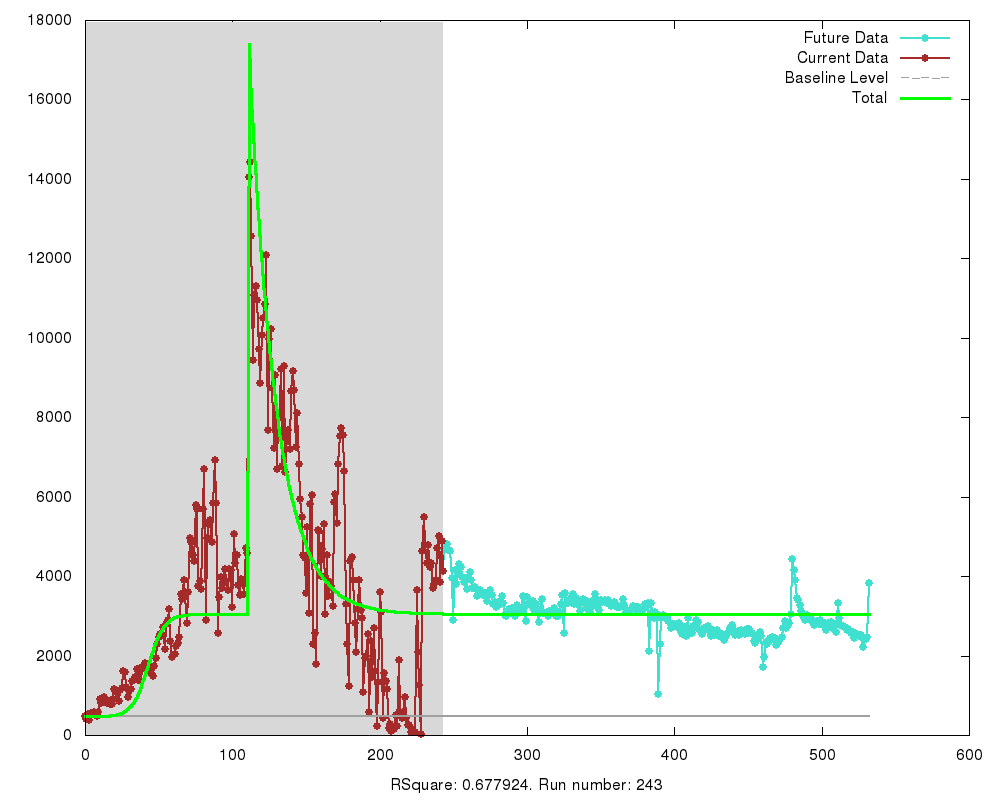 18000
16000
14000
12000
10000
8000
6000
4000
2000
0
Future Data
Current Data
Baseline Level
Total
0 100 200 300 400 500 600
RSquare: 0.677924. Run number: 243